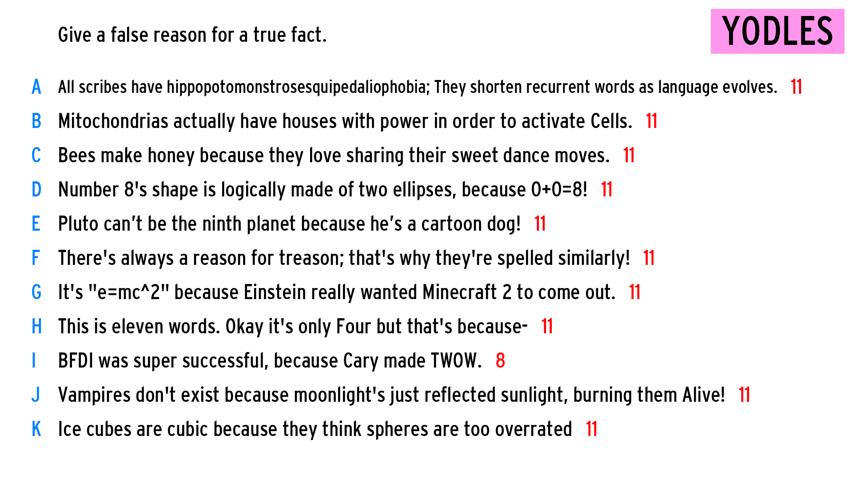 Give a false reason for a true fact.
YODLES
A All scribes have hippopotomonstrosesquipedaliophobia; They shorten recurrent words as language evolves. 11
B Mitochondrias actually have houses with power in order to activate Cells. 11
C Bees make honey because they love sharing their sweet dance moves. 11
D Number 8's shape is logically made of two ellipses, because 0+0=8! 11
E Pluto can't be the ninth planet because he's a cartoon dog! 11
F There's always a reason for treason; that's why they're spelled similarly! 11
G It's "e=mc^2" because Einstein really wanted Minecraft 2 to come out. 11
H This is eleven words. Okay it's only Four but that's because- 11
I BFDI was super successful, because Cary made TWOW. 8
J Vampires don't exist because moonlight's just reflected sunlight, burning them Alive! 11
K Ice cubes are cubic because they think spheres are too overrated 11